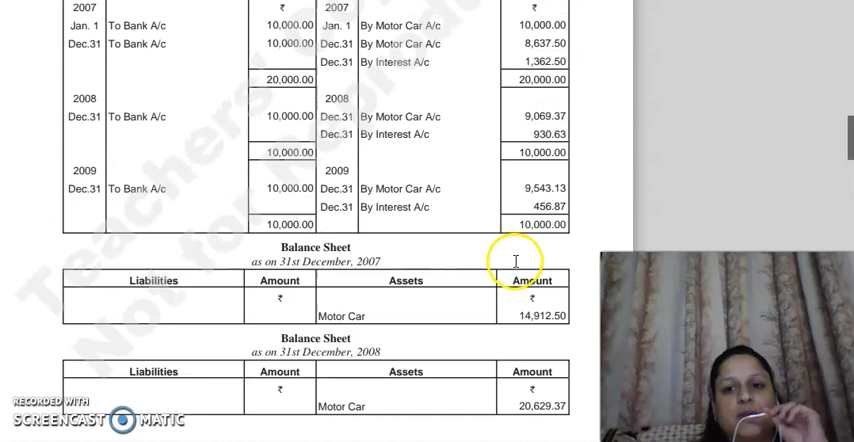 2007 ₹ 2007 ₹
Jan. 1 To Bank A/c 10,000.00 Jan. 1 By Motor Car A/c 10,000.00
Dec.31 To Bank A/c 10,000.00 Dec.31 By Motor Car A/c 8,637.50
Dec.31 By Interest A/c 1,362.50
20,000.00 20,000.00
2008 2008
Dec.31 To Bank A/c 10,000.00 Dec.31 By Motor Car A/c 9,069.37
Dec.31 By Interest A/c 930.63
10,000.00 10,000.00
2009 2009
Dec.31 To Bank A/c 10,000.00 Dec.31 By Motor Car A/c 9,543.13
Dec.31 By Interest A/c 456.87
10,000.00 10,000.00
Balance Sheet
as on 31st December, 2007
Liabilities Amount Assets Amount
₹ ₹
Motor Car 14,912.50
Balance Sheet
as on 31st December, 2008
Liabilities Amount Assets Amount
₹ ₹
Motor Car 20,629.37
Teachers'
Not for
RECORDED WITH
SCREENCAST MATIC